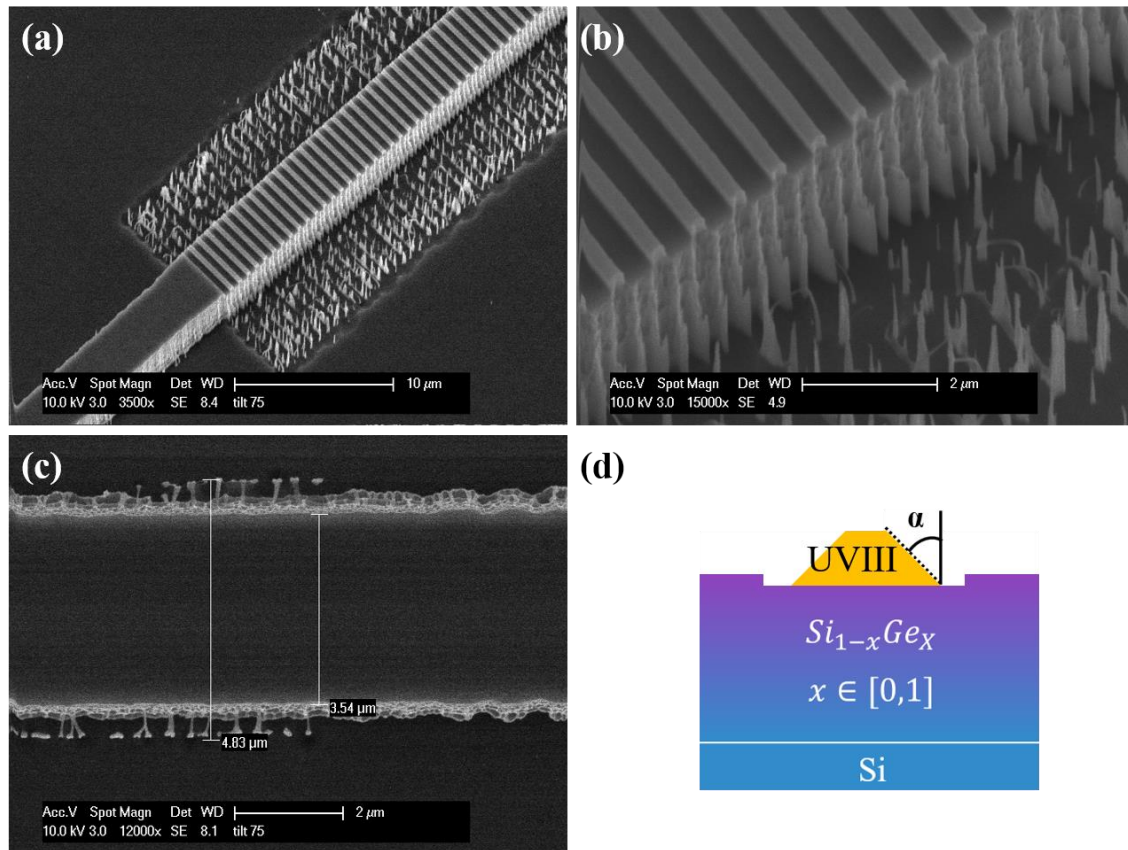 (a)
Acc.V Spot Magn Det WD 10 μm
10.0 kV 3.0 3500x SE 8.4 tilt 75
(b)
Acc.V Spot Magn Det WD 2 μm
10.0 kV 3.0 15000x SE 4.9
(c)
3.54 μm
4.83 μm
Acc.V Spot Magn Det WD 2 μm
10.0 kV 3.0 12000x SE 8.1 tilt 75
(d)
α
UVIII
Si₁₋ₓGe_X
x ∈ [0,1]
Si